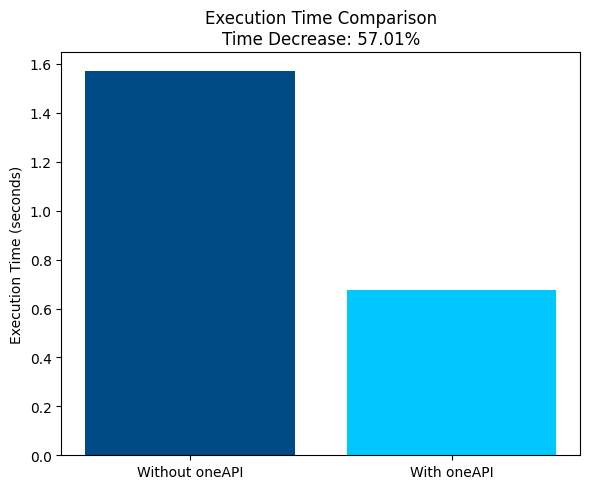 Execution Time Comparison
Time Decrease: 57.01%
Execution Time (seconds)
1.6
1.4
1.2
1.0
0.8
0.6
0.4
0.2
0.0
Without oneAPI
With oneAPI